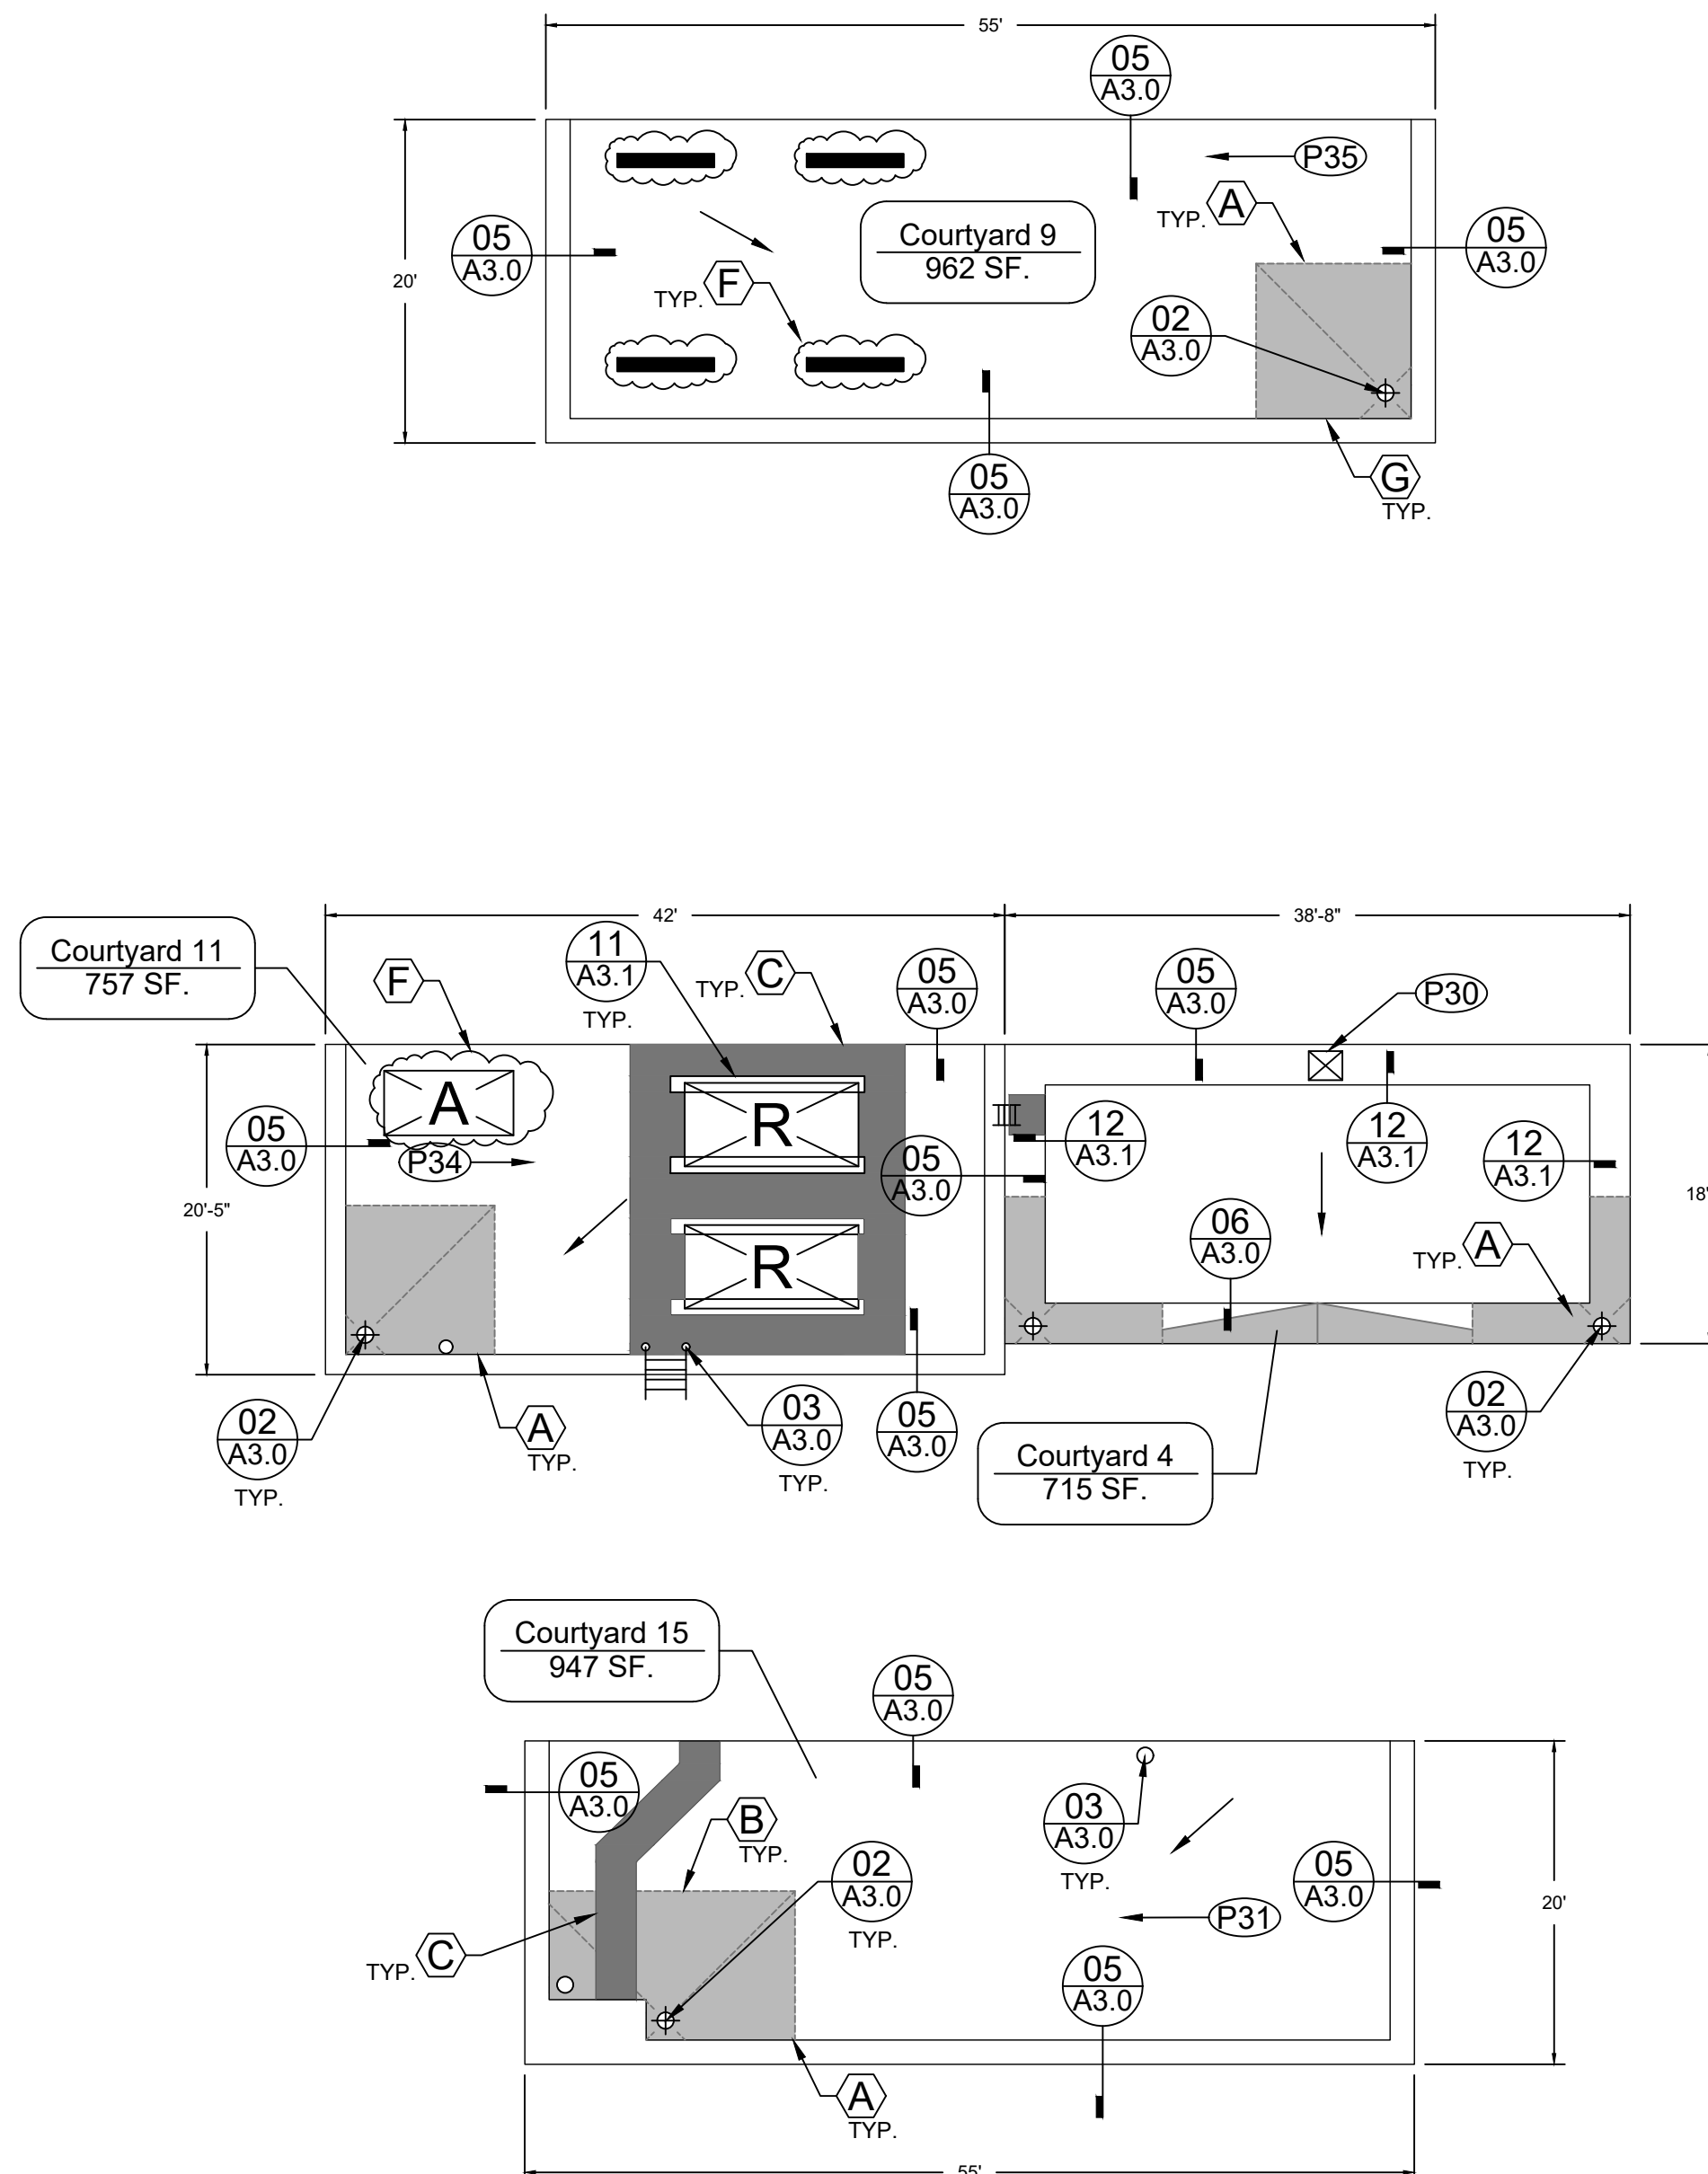 55'
05
A3.0
P35
A
TYP.
05
A3.0
Courtyard 9
962 SF.
05
A3.0
20'
F
TYP.
02
A3.0
05
A3.0
G
TYP.
42'
38'-8"
Courtyard 11
757 SF.
F
11
A3.1
TYP.
C
TYP.
05
A3.0
05
A3.0
P30
A
R
05
A3.0
P34
05
A3.0
12
A3.1
12
A3.1
12
A3.1
20'-5"
18'
R
06
A3.0
A
TYP.
02
A3.0
TYP.
A
TYP.
03
A3.0
TYP.
05
A3.0
02
A3.0
TYP.
Courtyard 4
715 SF.
Courtyard 15
947 SF.
05
A3.0
05
A3.0
B
TYP.
03
A3.0
TYP.
02
A3.0
TYP.
05
A3.0
20'
P31
C
TYP.
05
A3.0
A
TYP.
55'